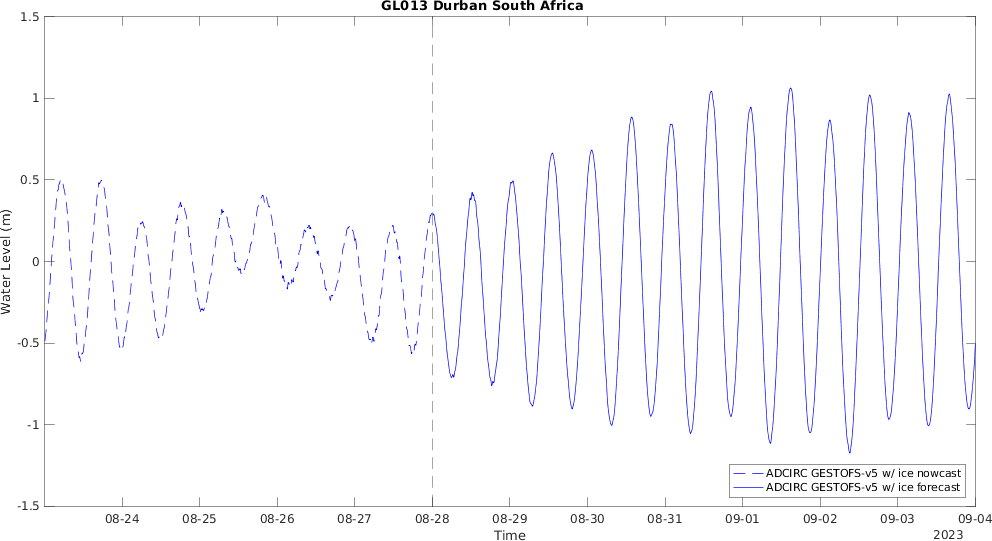 GL013 Durban South Africa
1.5
1
0.5
0
-0.5
-1
-1.5
Water Level (m)
ADCIRC GESTOFS-v5 w/ ice nowcast
ADCIRC GESTOFS-v5 w/ ice forecast
08-24 08-25 08-26 08-27 08-28 08-29 08-30 08-31 09-01 09-02 09-03 09-04
Time
2023